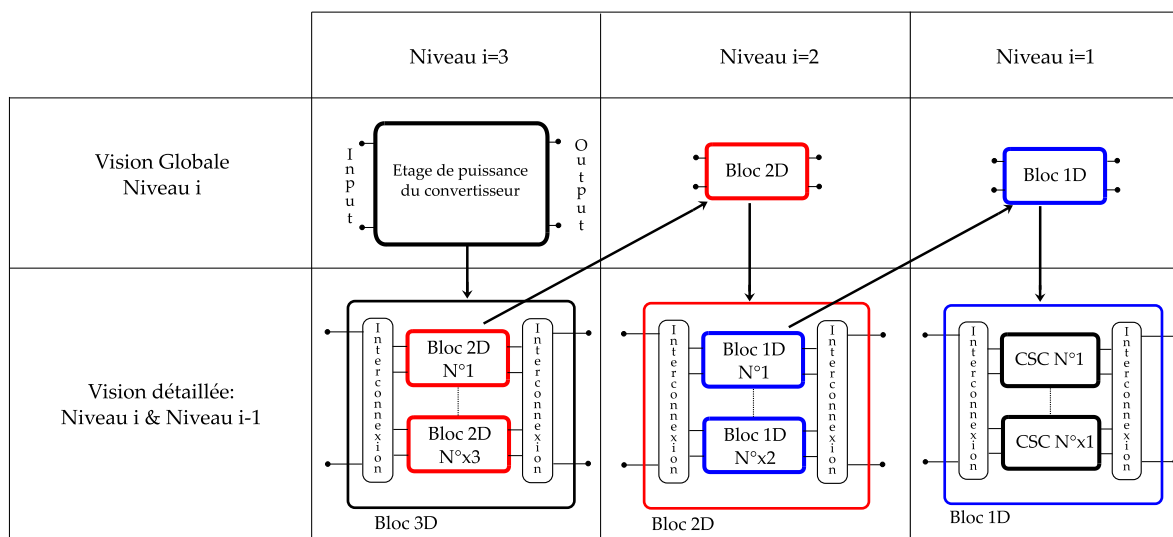 Niveau i=3
Niveau i=2
Niveau i=1
Vision Globale
Niveau i
Input
Etage de puissance
du convertisseur
Output
Bloc 2D
Bloc 1D
Vision détaillée:
Niveau i & Niveau i-1
Interconnexion
Bloc 2D
N°1
Bloc 2D
N°x3
Interconnexion
Bloc 3D
Interconnexion
Bloc 1D
N°1
Bloc 1D
N°x2
Interconnexion
Bloc 2D
Interconnexion
CSC N°1
CSC N°x1
Interconnexion
Bloc 1D